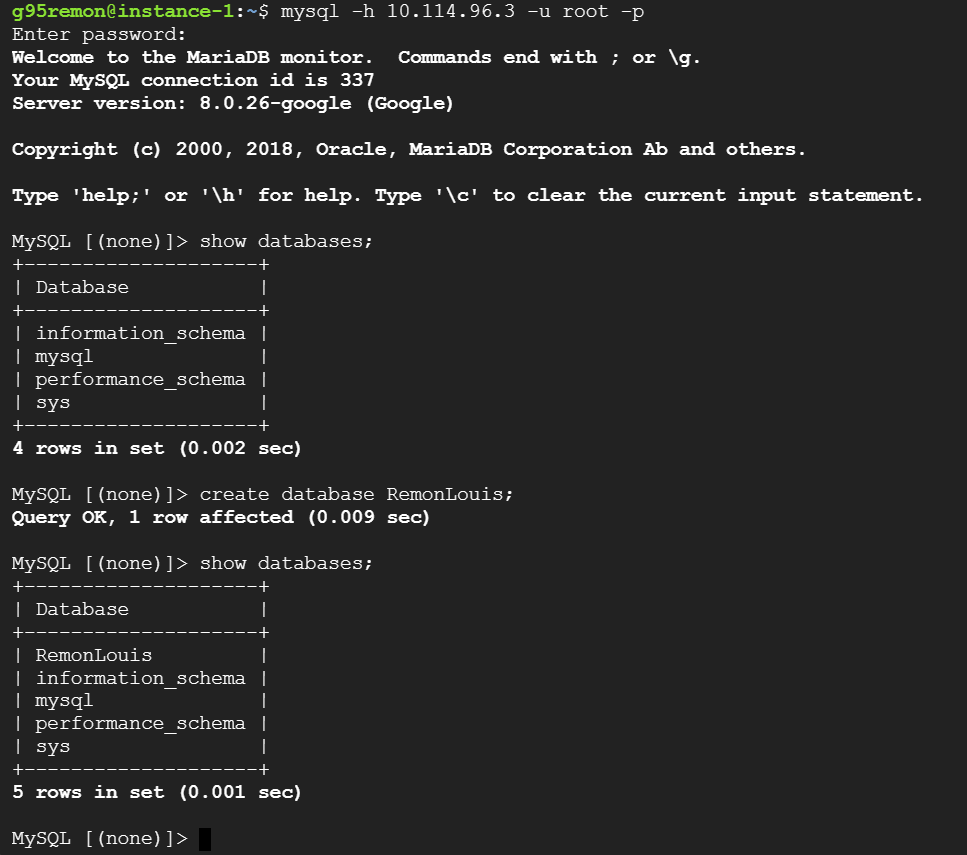 g95remon@instance-1:~$ mysql -h 10.114.96.3 -u root -p
Enter password:
Welcome to the MariaDB monitor.  Commands end with ; or \g.
Your MySQL connection id is 337
Server version: 8.0.26-google (Google)

Copyright (c) 2000, 2018, Oracle, MariaDB Corporation Ab and others.

Type 'help;' or '\h' for help. Type '\c' to clear the current input statement.

MySQL [(none)]> show databases;
+--------------------+
| Database           |
+--------------------+
| information_schema |
| mysql              |
| performance_schema |
| sys                |
+--------------------+
4 rows in set (0.002 sec)

MySQL [(none)]> create database RemonLouis;
Query OK, 1 row affected (0.009 sec)

MySQL [(none)]> show databases;
+--------------------+
| Database           |
+--------------------+
| RemonLouis         |
| information_schema |
| mysql              |
| performance_schema |
| sys                |
+--------------------+
5 rows in set (0.001 sec)

MySQL [(none)]>